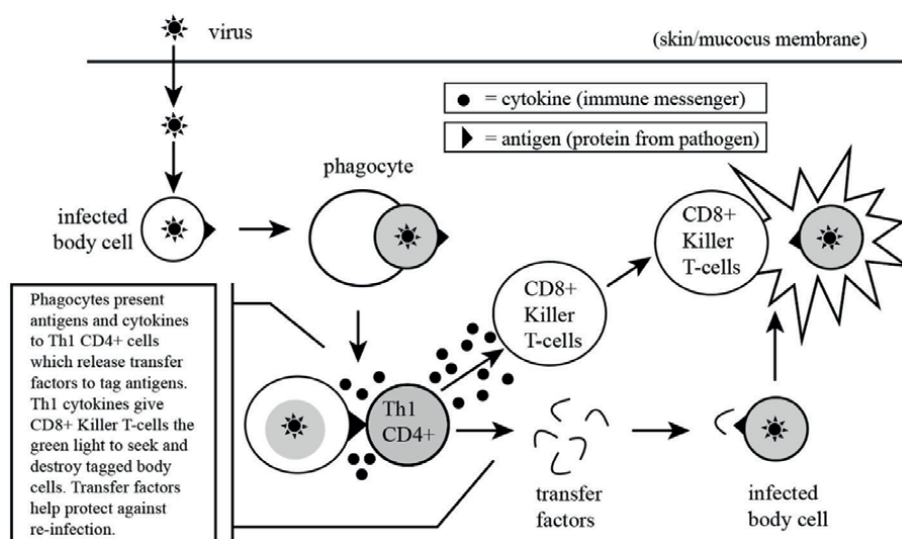 virus
(skin/mucocus membrane)
= cytokine (immune messenger)
= antigen (protein from pathogen)
phagocyte
infected
body cell
CD8+
Killer
T-cells
CD8+
Killer
T-cells
Phagocytes present
antigens and cytokines
to Th1 CD4+ cells
which release transfer
factors to tag antigens.
Th1 cytokines give
CD8+ Killer T-cells the
green light to seek and
destroy tagged body
cells. Transfer factors
help protect against
re-infection.
Th1
CD4+
transfer
factors
infected
body cell